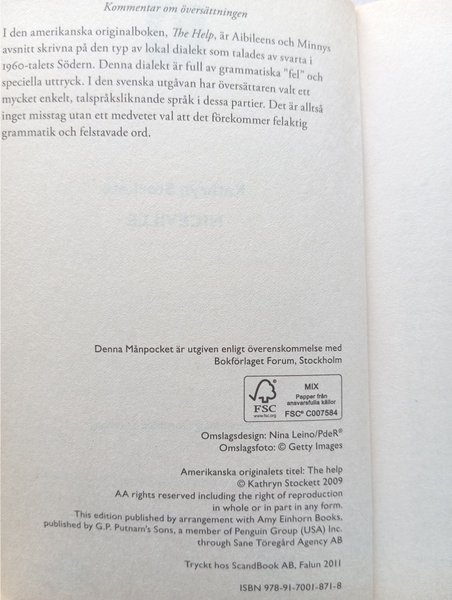 Kommentar om översättningen
I den amerikanska originalboken, The Help, är Aibileens och Minnys
avsnitt skrivna på den typ av lokal dialekt som talades av svarta i
1960-talets Södern. Denna dialekt är full av grammatiska "fel" och
speciella uttryck. I den svenska utgåvan har översättaren valt ett
mycket enkelt, talspråksliknande språk i dessa partier. Det är alltså
inget misstag utan ett medvetet val att det förekommer felaktig
grammatik och felstavade ord.
Kathryn Stockett
NICEVILLE
Denna Månpocket är utgiven enligt överenskommelse med
Bokförlaget Forum, Stockholm
FSC
www.fsc.org
MIX
Papper från
ansvarsfulla källor
FSC® C007584
Omslagsdesign: Nina Leino/PdeR®
Omslagsfoto: © Getty Images
Amerikanska originalets titel: The help
© Kathryn Stockett 2009
AA rights reserved including the right of reproduction
in whole or in part in any form.
This edition published by arrangement with Amy Einhorn Books,
published by G.P. Putnam's Sons, a member of Penguin Group (USA) Inc.
through Sane Töregård Agency AB
Tryckt hos ScandBook AB, Falun 2011
ISBN 978-91-7001-871-8